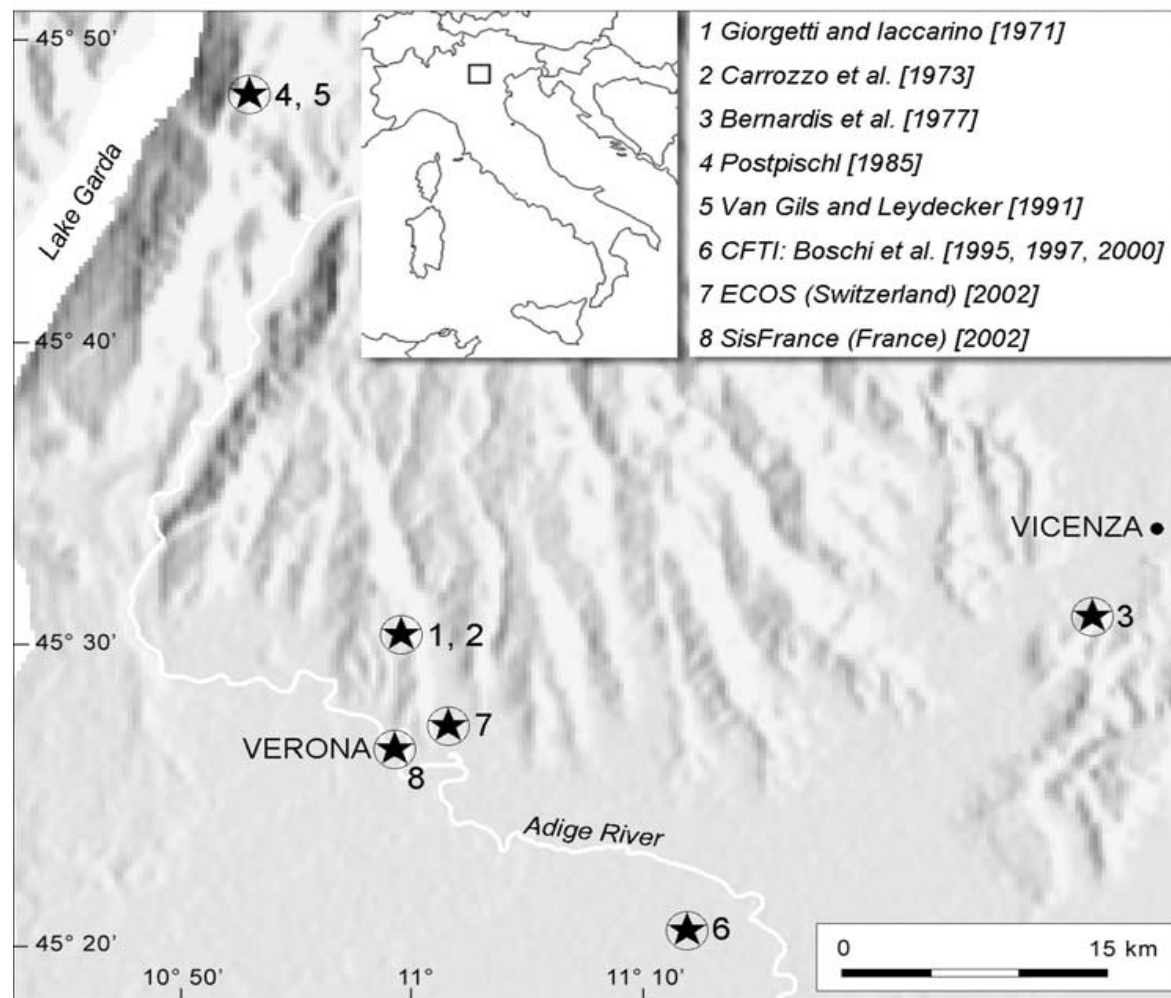 45° 50’
4, 5
Lake Garda
1 Giorgetti and Iaccarino [1971]
2 Carrozzo et al. [1973]
3 Bernardis et al. [1977]
4 Postpischl [1985]
5 Van Gils and Leydecker [1991]
6 CFTI: Boschi et al. [1995, 1997, 2000]
7 ECOS (Switzerland) [2002]
8 SisFrance (France) [2002]
45° 40’
VICENZA
3
45° 30’
1, 2
7
VERONA
8
Adige River
6
45° 20’
10° 50’
11°
11° 10’
0
15 km